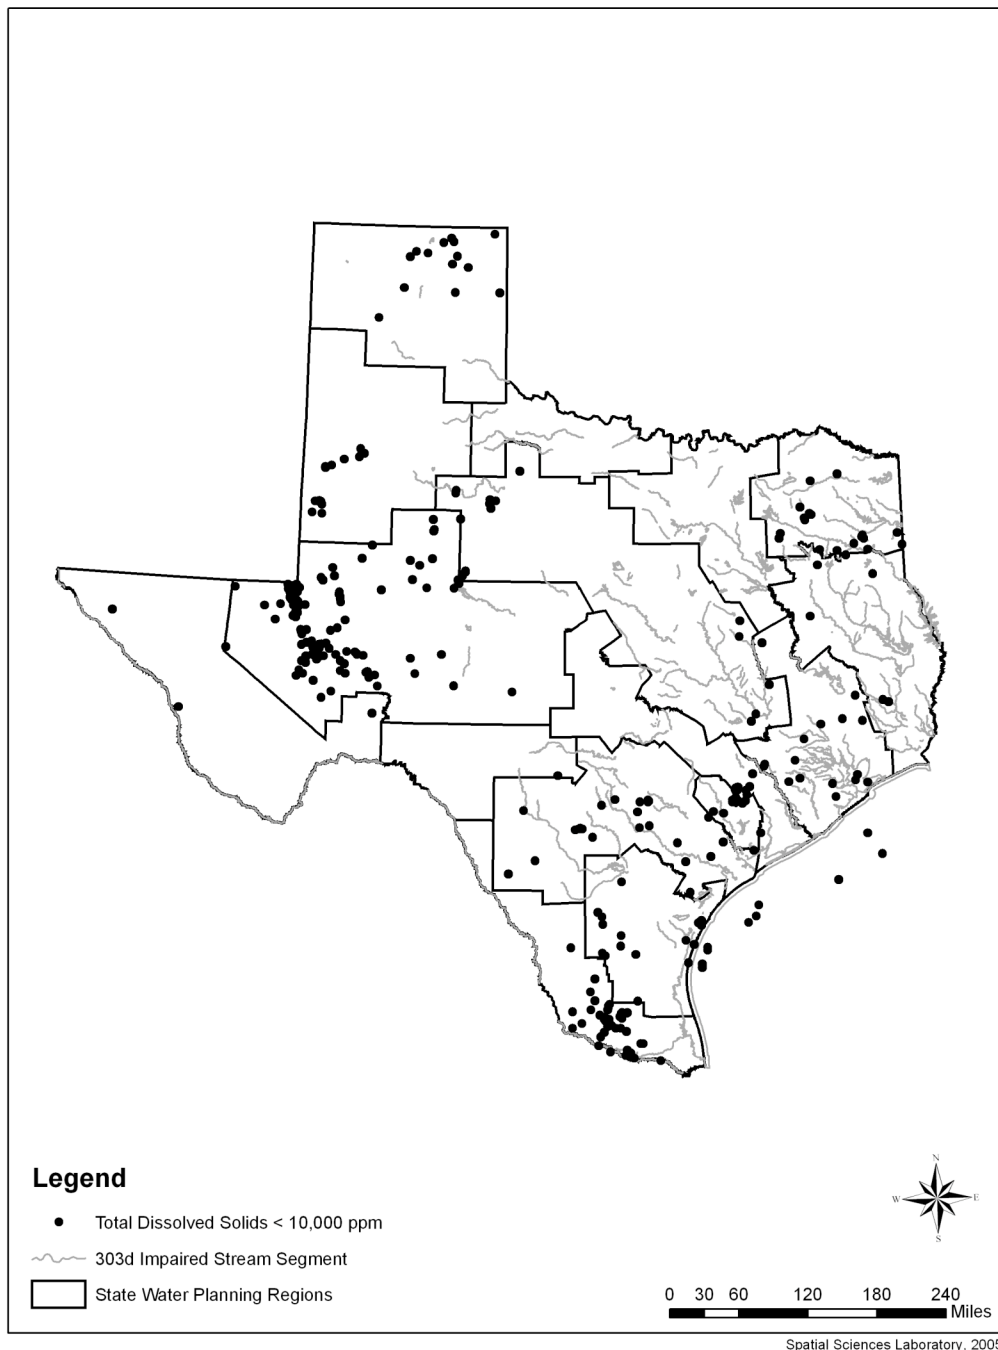 N
W
E
S
Legend
Total Dissolved Solids < 10,000 ppm
303d Impaired Stream Segment
State Water Planning Regions
0 30 60 120 180 240
Miles
Spatial Sciences Laboratory, 2005